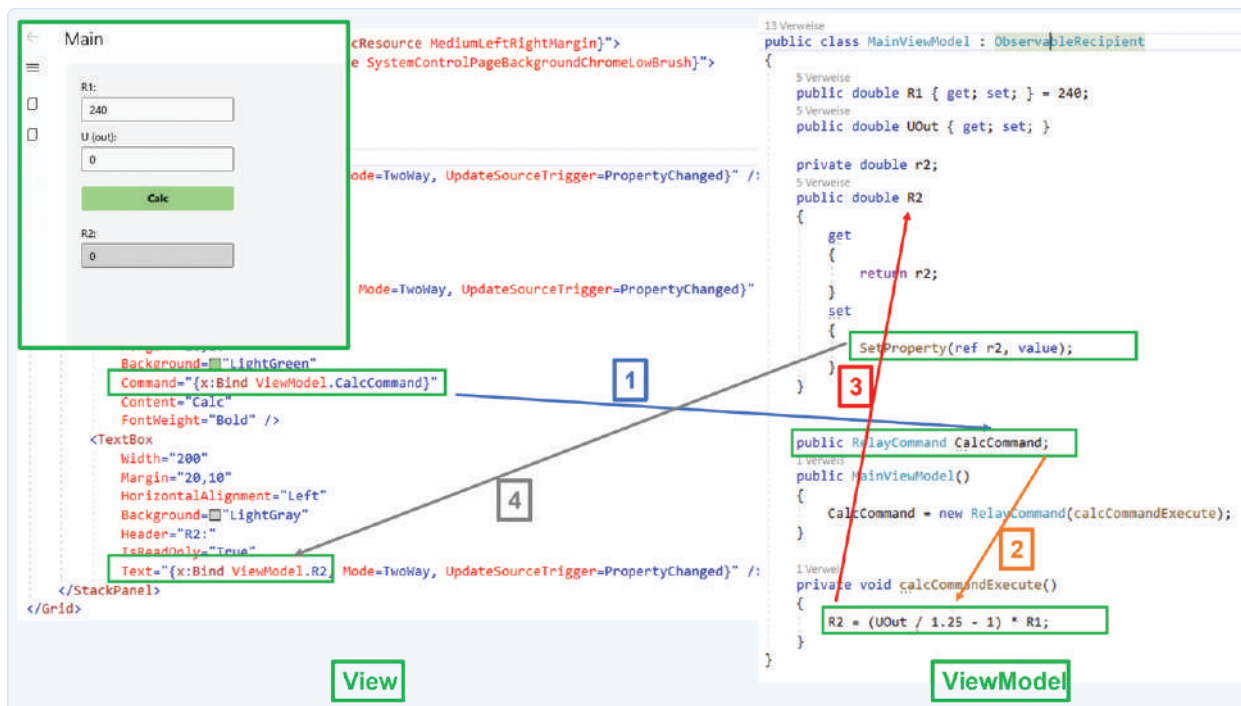 Main
R1:
240
U (out):
0
Calc
R2:
0
cResource MediumLeftRightMargin}">
e SystemControlPageBackgroundChromeLowBrush}">
ode=TwoWay, UpdateSourceTrigger=PropertyChanged}" />
Mode=TwoWay, UpdateSourceTrigger=PropertyChanged}"
Background="LightGreen"
Command="{x:Bind ViewModel.CalcCommand}"
Content="Calc"
FontWeight="Bold" />
<TextBox
Width="200"
Margin="20,10"
HorizontalAlignment="Left"
Background="LightGray"
Header="R2:"
IsReadOnly="True"
Text="{x:Bind ViewModel.R2, Mode=TwoWay, UpdateSourceTrigger=PropertyChanged}" />
</StackPanel>
</Grid>
View
1
4
13 Verweise
public class MainViewModel : ObservableRecipient
{
5 Verweise
public double R1 { get; set; } = 240;
5 Verweise
public double UOut { get; set; }
private double r2;
5 Verweise
public double R2
{
get
{
return r2;
}
set
{
SetProperty(ref r2, value);
}
}
3
public RelayCommand CalcCommand;
1 Verweis
public MainViewModel()
{
CalcCommand = new RelayCommand(calcCommandExecute);
}
2
1 Verweis
private void calcCommandExecute()
{
R2 = (UOut / 1.25 - 1) * R1;
}
}
ViewModel